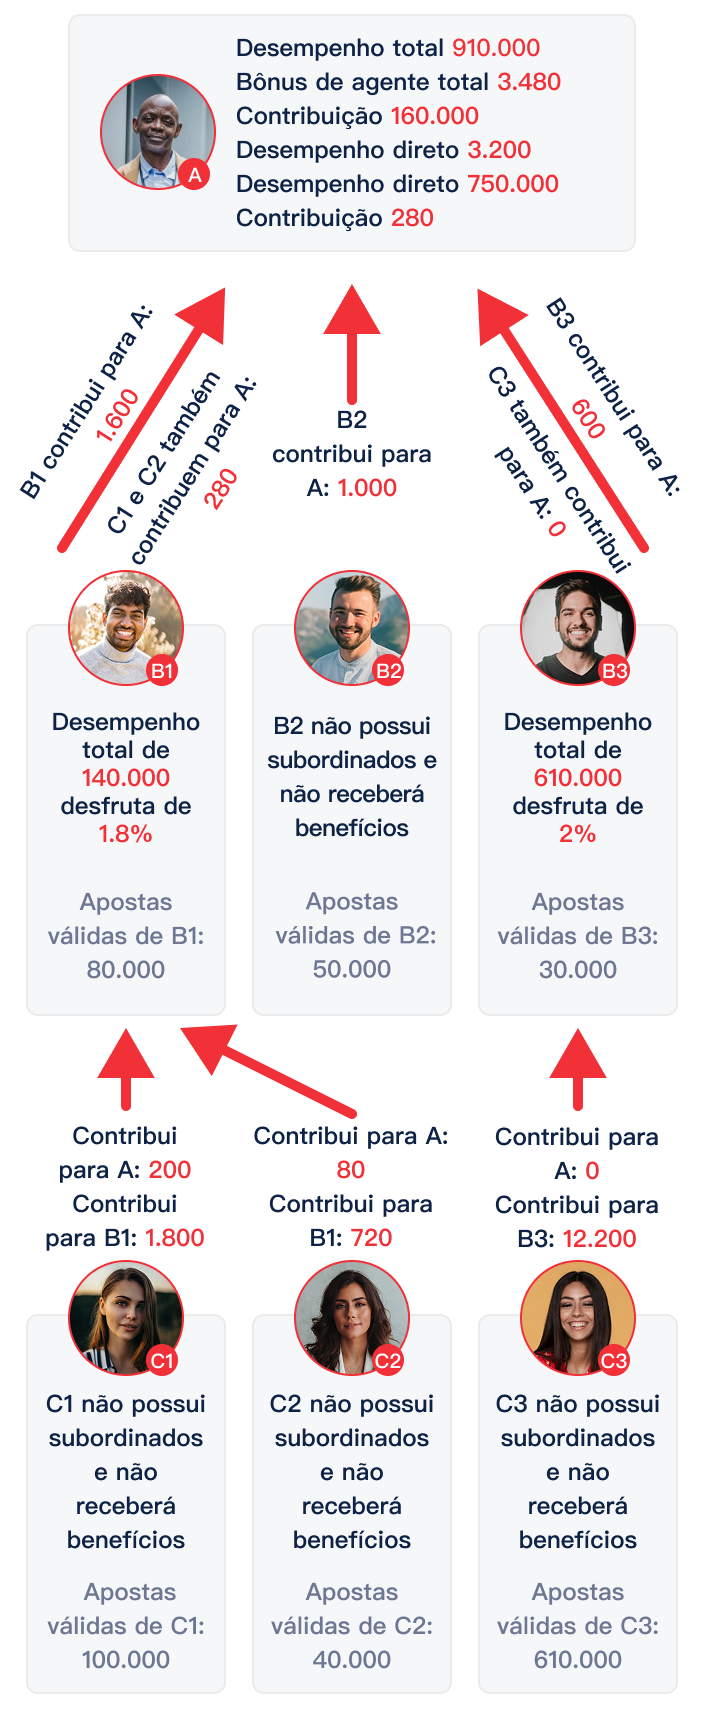 Desempenho total 910.000
Bônus de agente total 3.480
Contribuição 160.000
Desempenho direto 3.200
Desempenho direto 750.000
Contribuição 280
A
B1 contribui para A:
1.600
C1 e C2 também
contribuem para A:
280
B2
contribui para
A: 1.000
B3 contribui para A:
600
C3 também contribui
para A: 0
B1
Desempenho
total de
140.000
desfruta de
1.8%
Apostas
válidas de B1:
80.000
B2
B2 não possui
subordinados e
não receberá
benefícios
Apostas
válidas de B2:
50.000
B3
Desempenho
total de
610.000
desfruta de
2%
Apostas
válidas de B3:
30.000
Contribui
para A: 200
Contribui
para B1: 1.800
Contribui para A:
80
Contribui para
B1: 720
Contribui para
A: 0
Contribui para
B3: 12.200
C1
C1 não possui
subordinados
e não
receberá
benefícios
Apostas
válidas de C1:
100.000
C2
C2 não possui
subordinados
e não
receberá
benefícios
Apostas
válidas de C2:
40.000
C3
C3 não possui
subordinados
e não
receberá
benefícios
Apostas
válidas de C3:
610.000